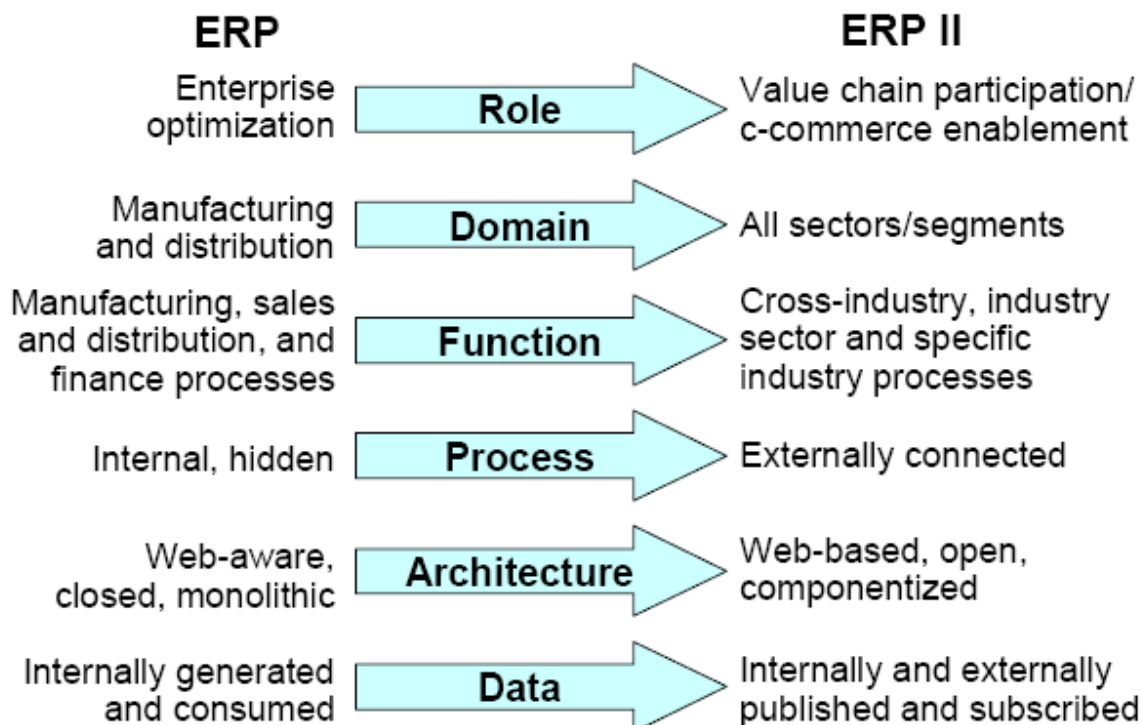 ERP
ERP II
Enterprise
optimization
Role
Value chain participation/
c-commerce enablement
Manufacturing
and distribution
Domain
All sectors/segments
Manufacturing, sales
and distribution, and
finance processes
Function
Cross-industry, industry
sector and specific
industry processes
Internal, hidden
Process
Externally connected
Web-aware,
closed, monolithic
Architecture
Web-based, open,
componentized
Internally generated
and consumed
Data
Internally and externally
published and subscribed